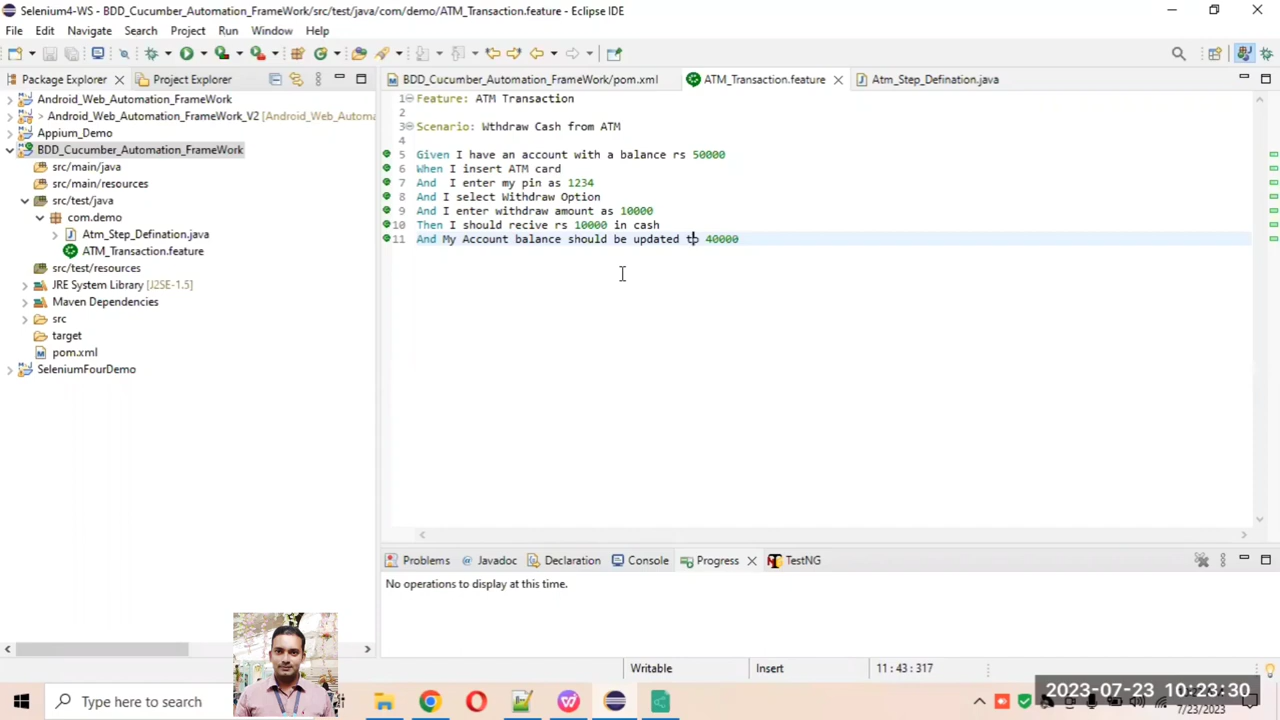 Selenium4-WS - BDD_Cucumber_Automation_FrameWork/src/test/java/com/demo/ATM_Transaction.feature - Eclipse IDE
File Edit Navigate Search Project Run Window Help
Package Explorer Project Explorer
BDD_Cucumber_Automation_FrameWork/pom.xml ATM_Transaction.feature Atm_Step_Defination.java
Android_Web_Automation_FrameWork
> Android_Web_Automation_FrameWork_V2 [Android_Web_Automa
Appium_Demo
BDD_Cucumber_Automation_FrameWork
src/main/java
src/main/resources
src/test/java
com.demo
Atm_Step_Defination.java
ATM_Transaction.feature
src/test/resources
JRE System Library [J2SE-1.5]
Maven Dependencies
src
target
pom.xml
SeleniumFourDemo
1 Feature: ATM Transaction
2
3 Scenario: Wthdraw Cash from ATM
4
5 Given I have an account with a balance rs 50000
6 When I insert ATM card
7 And I enter my pin as 1234
8 And I select Withdraw Option
9 And I enter withdraw amount as 10000
10 Then I should recive rs 10000 in cash
11 And My Account balance should be updated to 40000
Problems Javadoc Declaration Console Progress TestNG
No operations to display at this time.
Writable Insert 11 : 43 : 317
Type here to search
2023-07-23 10:23:30
7/23/2023